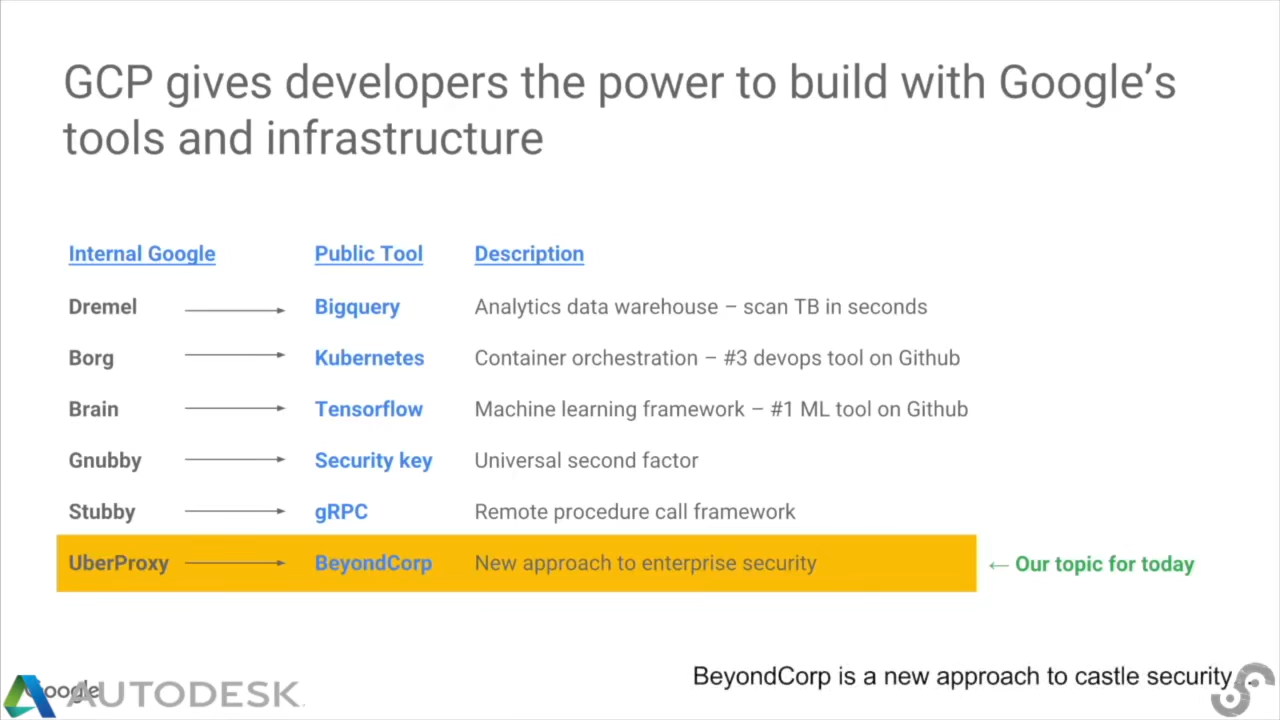 GCP gives developers the power to build with Google's
tools and infrastructure
Internal Google Public Tool Description
Dremel Bigquery Analytics data warehouse – scan TB in seconds
Borg Kubernetes Container orchestration – #3 devops tool on Github
Brain Tensorflow Machine learning framework – #1 ML tool on Github
Gnubby Security key Universal second factor
Stubby gRPC Remote procedure call framework
UberProxy → BeyondCorp New approach to enterprise security ← Our topic for today
BeyondCorp is a new approach to castle security...
Google
AUTODESK.